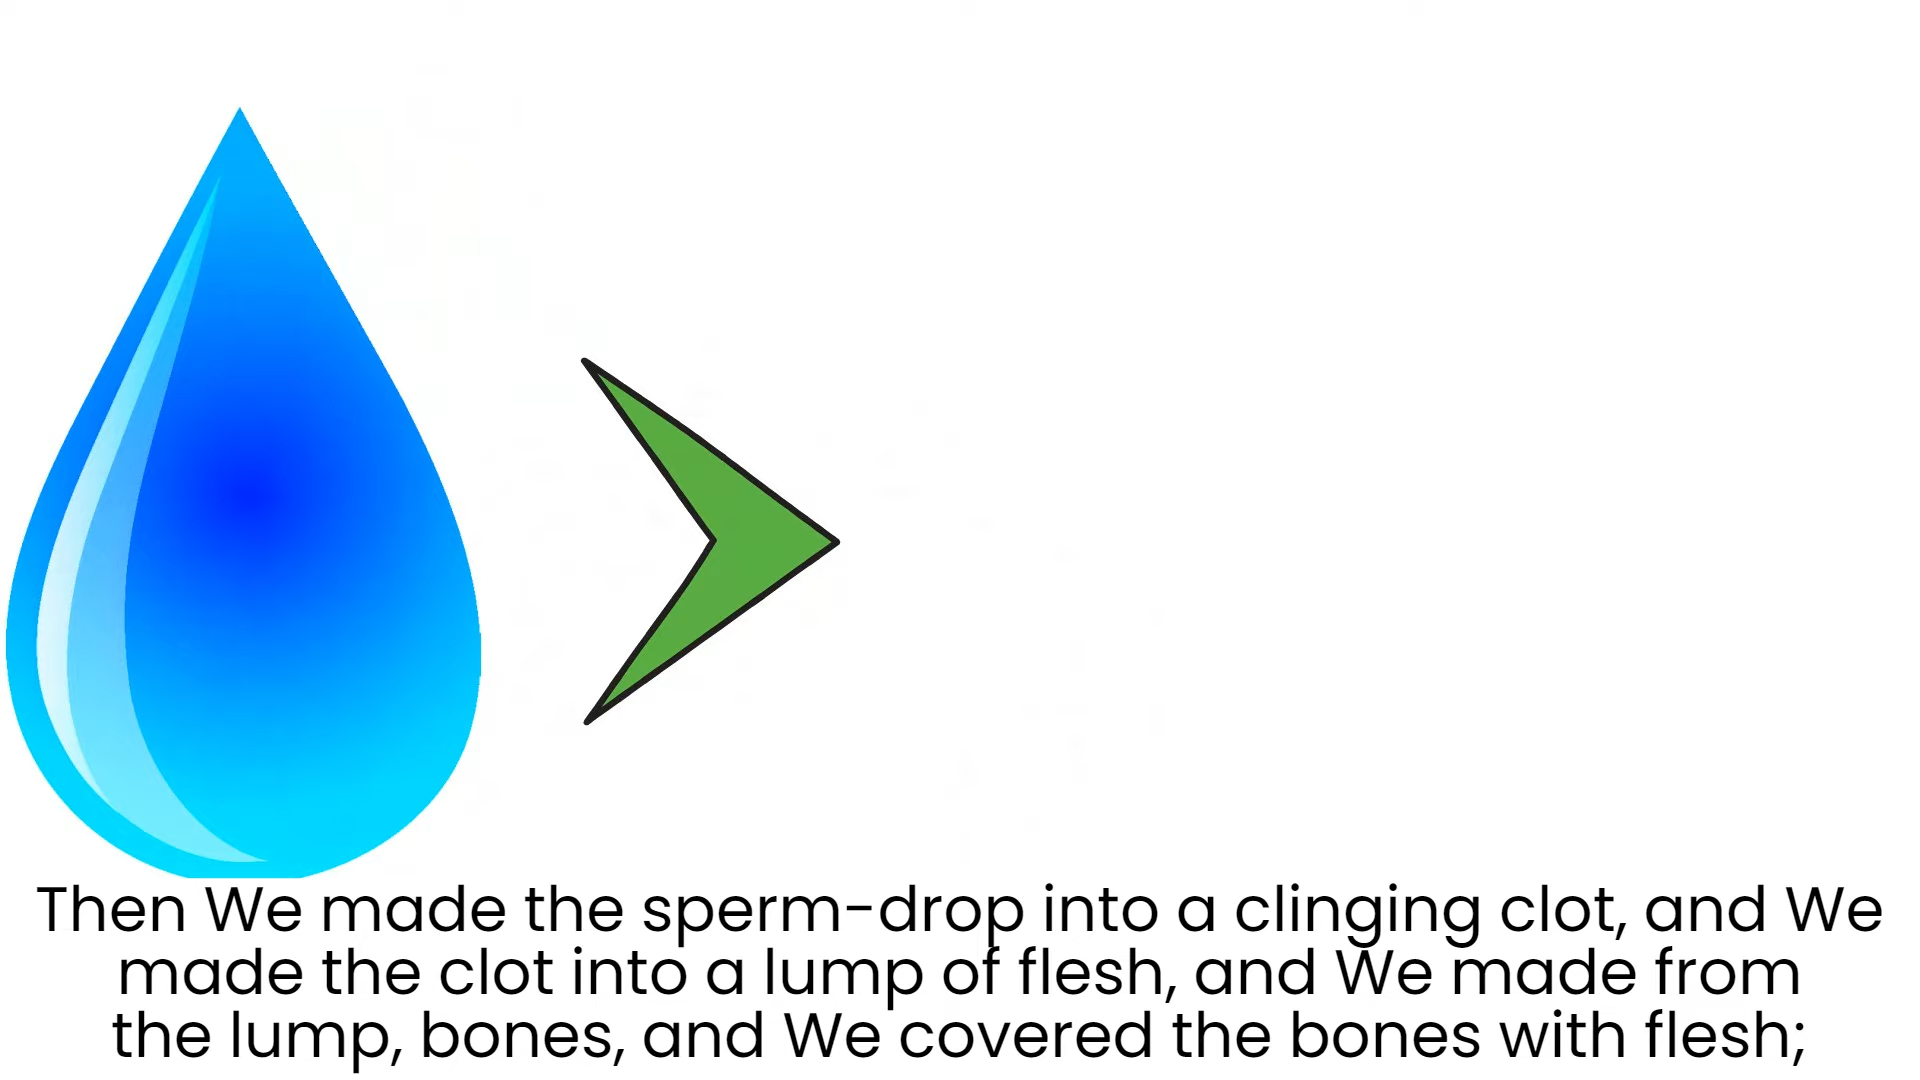 Then We made the sperm-drop into a clinging clot, and We
made the clot into a lump of flesh, and We made from
the lump, bones, and We covered the bones with flesh;